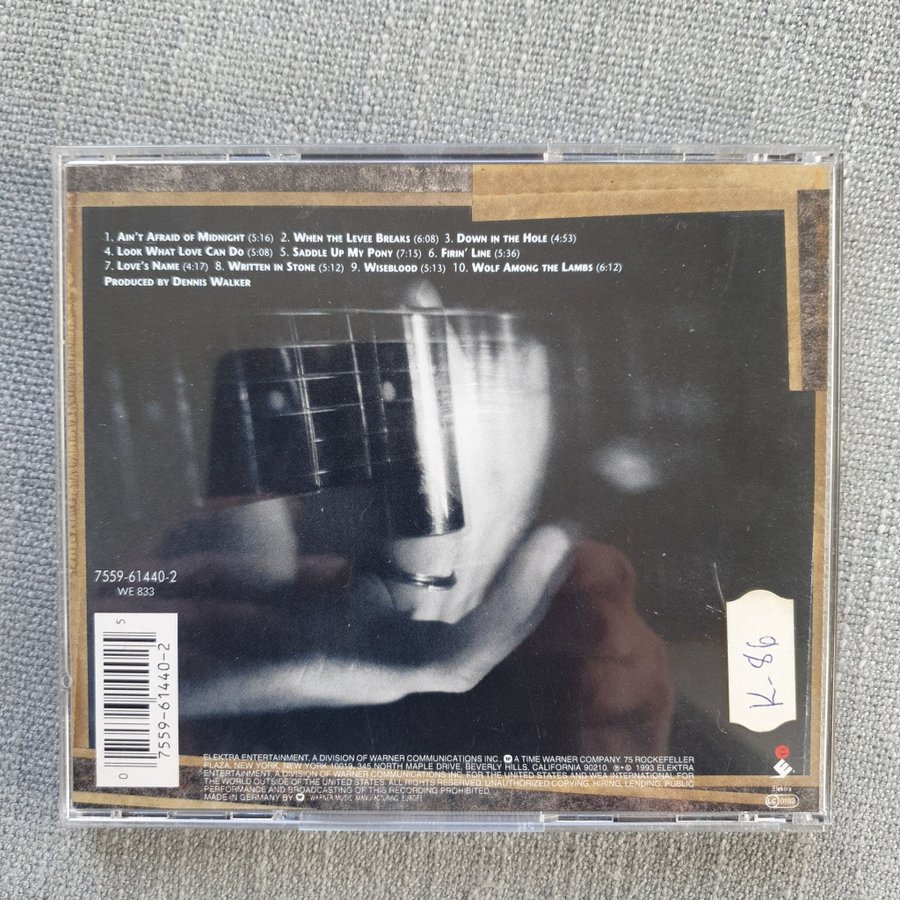 1. Ain't Afraid of Midnight (5:16) 2. When the Levee Breaks (6:08) 3. Down in the Hole (4:53)
4. Look What Love Can Do (5:08) 5. Saddle Up My Pony (7:15) 6. Firin' Line (5:36)
7. Love's Name (4:17) 8. Written in Stone (5:12) 9. Wiseblood (5:13) 10. Wolf Among the Lambs (6:12)
Produced by Dennis Walker
7559-61440-2
WE 833
5
7559-61440-2
0
K-86
ELEKTRA ENTERTAINMENT, A DIVISION OF WARNER COMMUNICATIONS INC. A TIME WARNER COMPANY. 75 ROCKEFELLER
PLAZA, NEW YORK, NEW YORK 10019. 345 NORTH MAPLE DRIVE, BEVERLY HILLS, CALIFORNIA 90210. ℗+© 1993 ELEKTRA
ENTERTAINMENT, A DIVISION OF WARNER COMMUNICATIONS INC. FOR THE UNITED STATES AND WEA INTERNATIONAL FOR
THE WORLD OUTSIDE OF THE UNITED STATES. ALL RIGHTS RESERVED. UNAUTHORIZED COPYING, HIRING, LENDING, PUBLIC
PERFORMANCE AND BROADCASTING OF THIS RECORDING PROHIBITED.
MADE IN GERMANY BY WARNER MUSIC MANUFACTURING EUROPE
Elektra
LC 0192